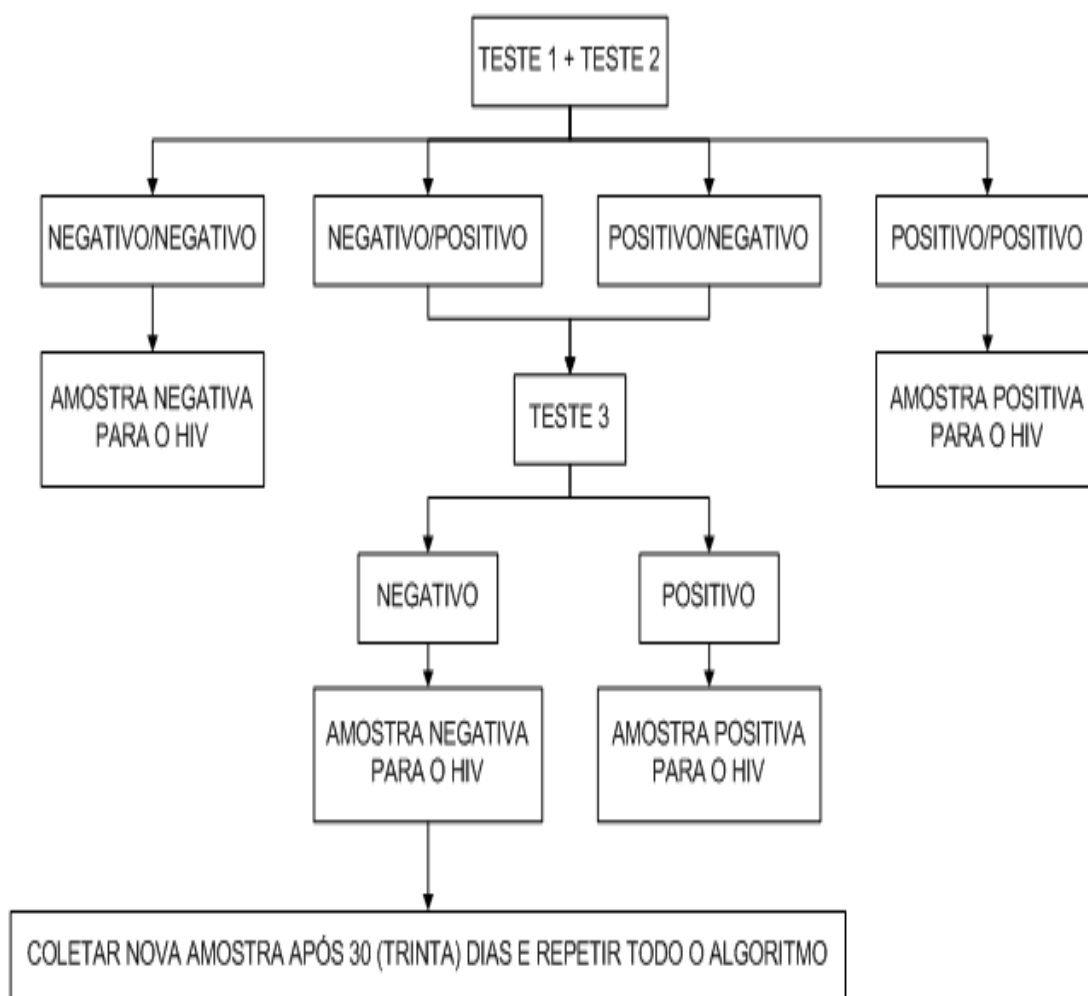 TESTE 1 + TESTE 2
NEGATIVO/NEGATIVO
NEGATIVO/POSITIVO
POSITIVO/NEGATIVO
POSITIVO/POSITIVO
AMOSTRA NEGATIVA
PARA O HIV
TESTE 3
AMOSTRA POSITIVA
PARA O HIV
NEGATIVO
POSITIVO
AMOSTRA NEGATIVA
PARA O HIV
AMOSTRA POSITIVA
PARA O HIV
COLETAR NOVA AMOSTRA APÓS 30 (TRINTA) DIAS E REPETIR TODO O ALGORITMO